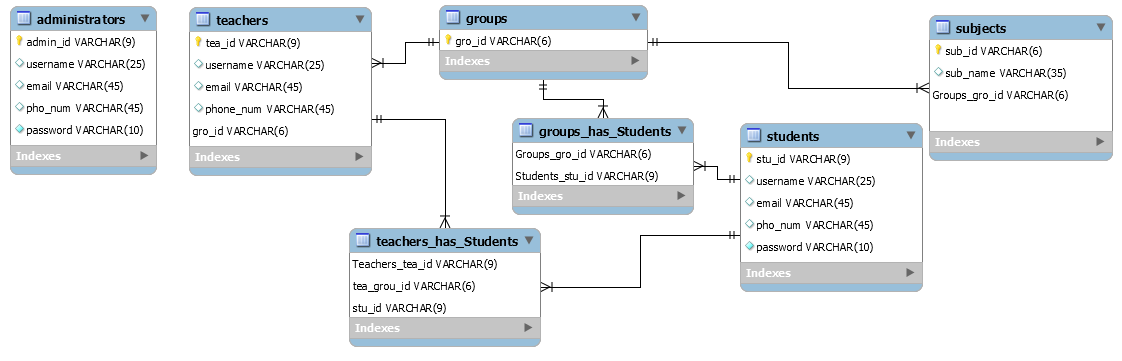 administrators
admin_id VARCHAR(9)
username VARCHAR(25)
email VARCHAR(45)
pho_num VARCHAR(45)
password VARCHAR(10)
Indexes
teachers
tea_id VARCHAR(9)
username VARCHAR(25)
email VARCHAR(45)
phone_num VARCHAR(45)
gro_id VARCHAR(6)
Indexes
groups
gro_id VARCHAR(6)
Indexes
subjects
sub_id VARCHAR(6)
sub_name VARCHAR(35)
Groups_gro_id VARCHAR(6)
Indexes
groups_has_Students
Groups_gro_id VARCHAR(6)
Students_stu_id VARCHAR(9)
Indexes
students
stu_id VARCHAR(9)
username VARCHAR(25)
email VARCHAR(45)
pho_num VARCHAR(45)
password VARCHAR(10)
Indexes
teachers_has_Students
Teachers_tea_id VARCHAR(9)
tea_grou_id VARCHAR(6)
stu_id VARCHAR(9)
Indexes